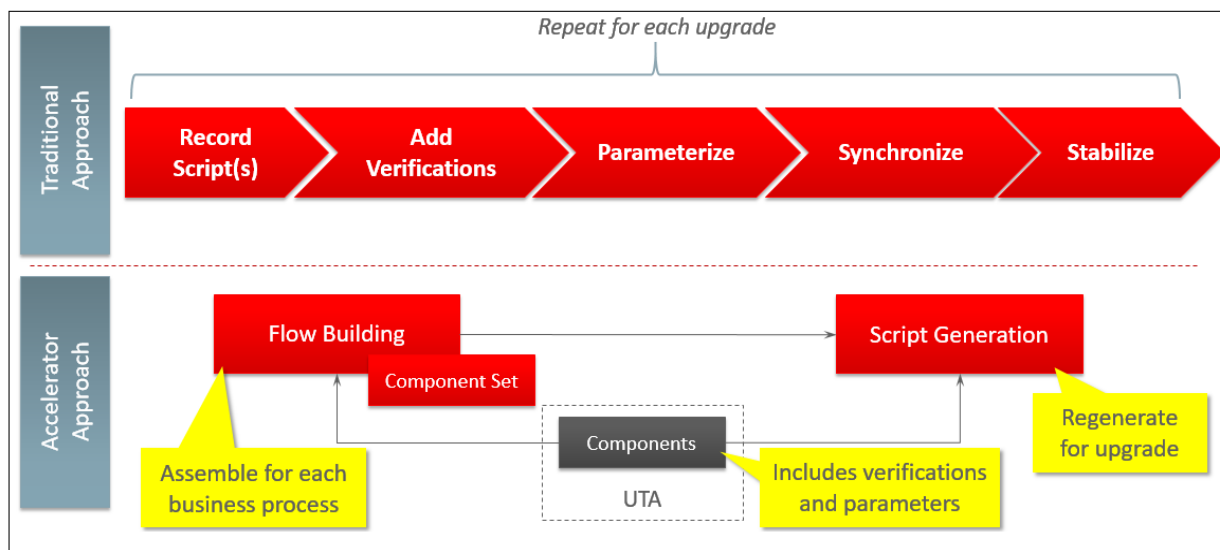 Repeat for each upgrade
Traditional
Approach
Record
Script(s)
Add
Verifications
Parameterize
Synchronize
Stabilize
Accelerator
Approach
Flow Building
Component Set
Script Generation
Components
UTA
Assemble for each
business process
Includes verifications
and parameters
Regenerate
for upgrade